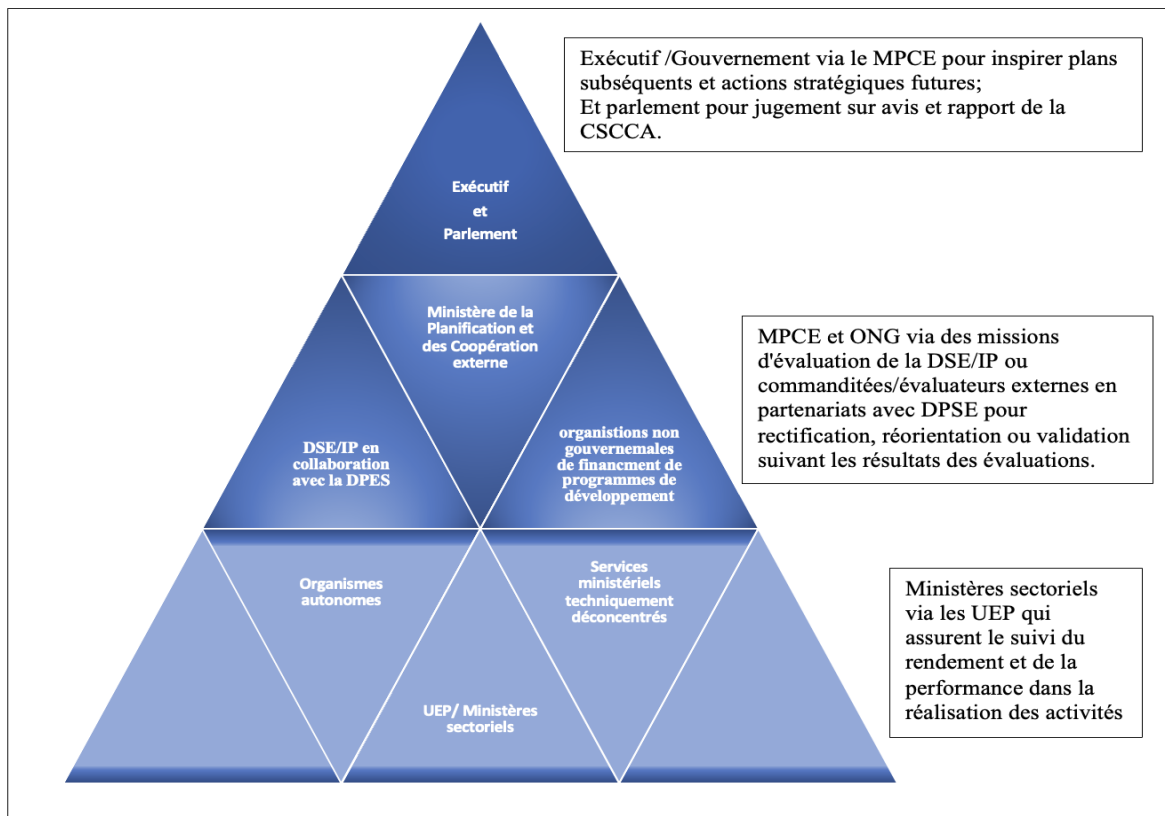 Exécutif /Gouvernement via le MPCE pour inspirer plans
subséquents et actions stratégiques futures;
Et parlement pour jugement sur avis et rapport de la
CSCCA.
Exécutif
et
Parlement
Ministère de la
Planification et
des Coopération
externe
MPCE et ONG via des missions
d'évaluation de la DSE/IP ou
commanditées/évaluateurs externes en
partenariats avec DPSE pour
rectification, réorientation ou validation
suivant les résultats des évaluations.
DSE/IP en
collaboration
avec la DPES
organistions non
gouvernemales
de financment de
programmes de
développement
Organismes
autonomes
Services
ministériels
techniquement
déconcentrés
UEP/ Ministères
sectoriels
Ministères sectoriels
via les UEP qui
assurent le suivi du
rendement et de la
performance dans la
réalisation des activités